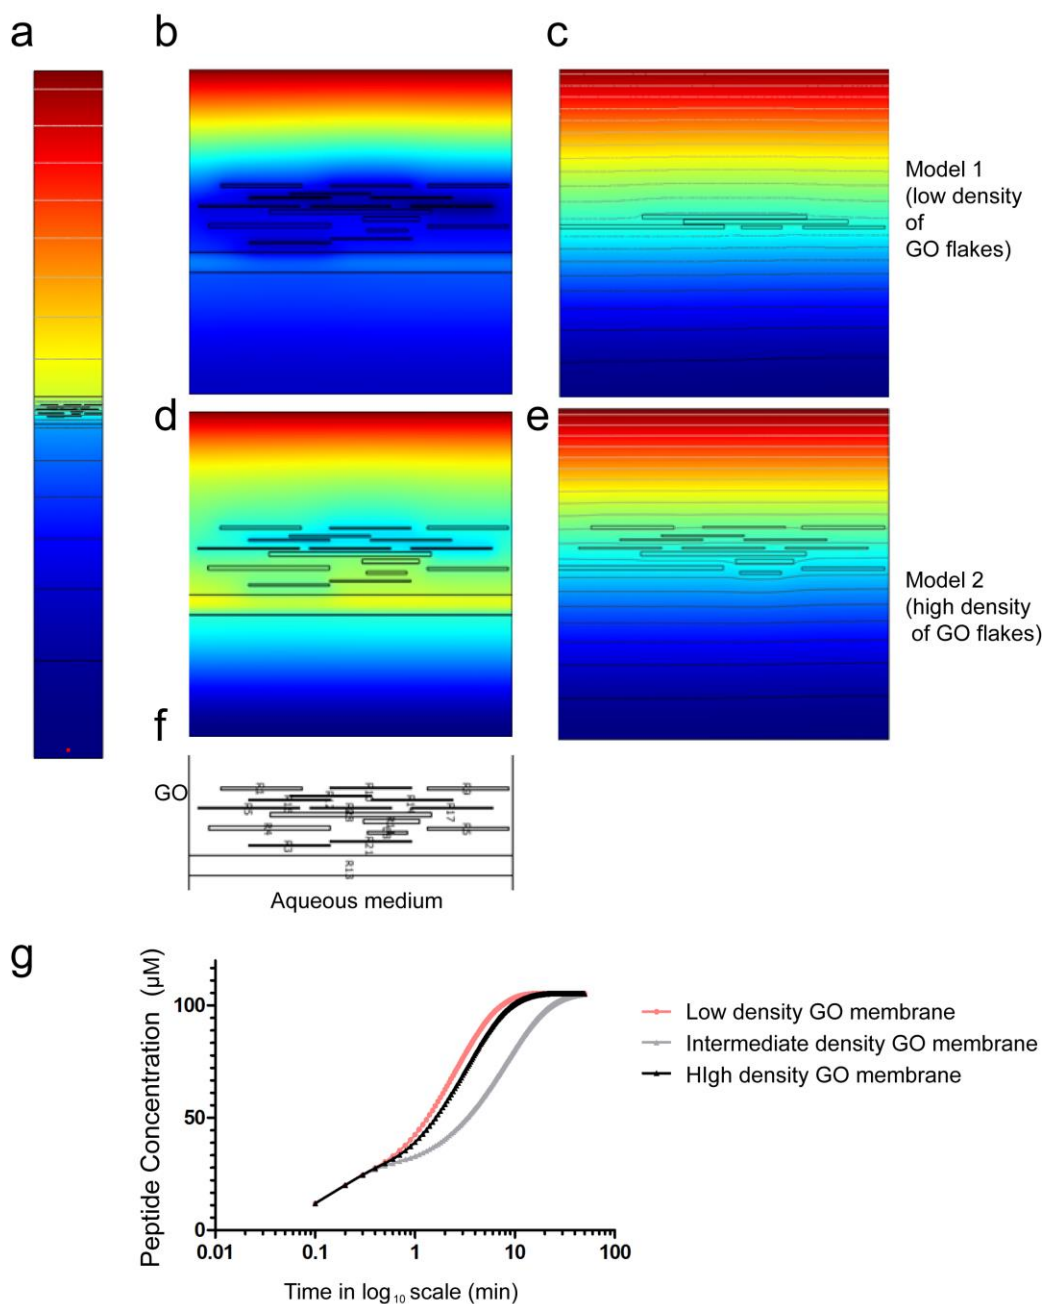 a
b
c
Model 1
(low density
of
GO flakes)
d
e
Model 2
(high density
of GO flakes)
f
GO
R13
Aqueous medium
g
Peptide Concentration (µM)
100
50
0
0.01 0.1 1 10 100
Time in log10 scale (min)
Low density GO membrane
Intermediate density GO membrane
HIgh density GO membrane